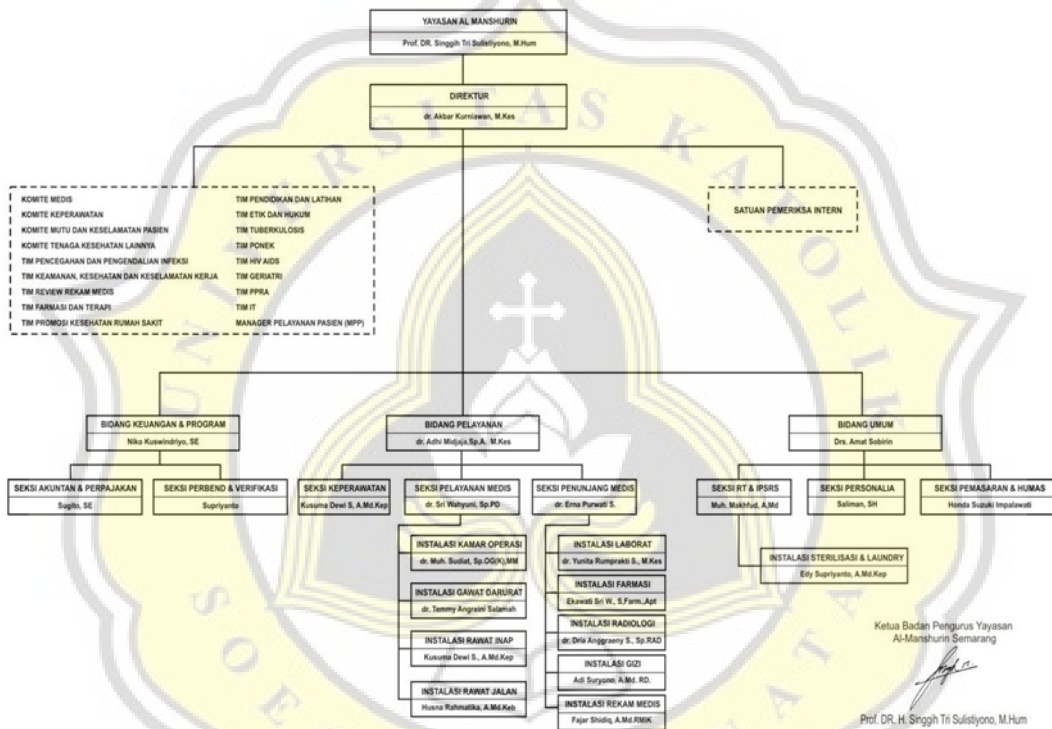 YAYASAN AL MANSHURIN
Prof. DR. Singgih Tri Sulistiyono, M.Hum
DIREKTUR
dr. Akbar Kurniawan, M.Kes
KOMITE MEDIS
KOMITE KEPERAWATAN
KOMITE MUTU DAN KESELAMATAN PASIEN
KOMITE TENAGA KESEHATAN LAINNYA
TIM PENCEGAHAN DAN PENGENDALIAN INFEKSI
TIM KEAMANAN, KESEHATAN DAN KESELAMATAN KERJA
TIM REVIEW REKAM MEDIS
TIM FARMASI DAN TERAPI
TIM PROMOSI KESEHATAN RUMAH SAKIT
TIM PENDIDIKAN DAN LATIHAN
TIM ETIK DAN HUKUM
TIM TUBERKULOSIS
TIM PONEK
TIM HIV AIDS
TIM GERIATRI
TIM PPRA
TIM IT
MANAGER PELAYANAN PASIEN (MPP)
SATUAN PEMERIKSA INTERN
BIDANG KEUANGAN & PROGRAM
Niko Kuswindriyo, SE
BIDANG PELAYANAN
dr. Adhi Midjaja,Sp.A, M.Kes
BIDANG UMUM
Drs. Amat Sobirin
SEKSI AKUNTAN & PERPAJAKAN
Sugito, SE
SEKSI PERBEND & VERIFIKASI
Supriyanto
SEKSI KEPERAWATAN
Kusuma Dewi S, A.Md.Kep
SEKSI PELAYANAN MEDIS
dr. Sri Wahyuni, Sp.PD
SEKSI PENUNJANG MEDIS
dr. Erna Purwati S.
SEKSI RT & IPSRS
Muh. Makhfud, A.Md
SEKSI PERSONALIA
Saliman, SH
SEKSI PEMASARAN & HUMAS
Honda Suzuki Impalawati
INSTALASI KAMAR OPERASI
dr. Muh. Sudiat, Sp.OG(K),MM
INSTALASI GAWAT DARURAT
dr. Temmy Angraini Salamah
INSTALASI RAWAT INAP
Kusuma Dewi S., A.Md.Kep
INSTALASI RAWAT JALAN
Husna Rahmatika, A.Md.Keb
INSTALASI LABORAT
dr. Yunita Rumprakti S., M.Kes
INSTALASI FARMASI
Ekawati Sri W., S,Farm.,Apt
INSTALASI RADIOLOGI
dr. Dria Anggraeny S., Sp.RAD
INSTALASI GIZI
Adi Suryono, A.Md. RD.
INSTALASI REKAM MEDIS
Fajar Shidiq, A.Md.RMIK
INSTALASI STERILISASI & LAUNDRY
Edy Supriyanto, A.Md.Kep
Ketua Badan Pengurus Yayasan
Al-Manshurin Semarang
Prof. DR. H. Singgih Tri Sulistiyono, M.Hum
UNIVERSITAS KATOLIK